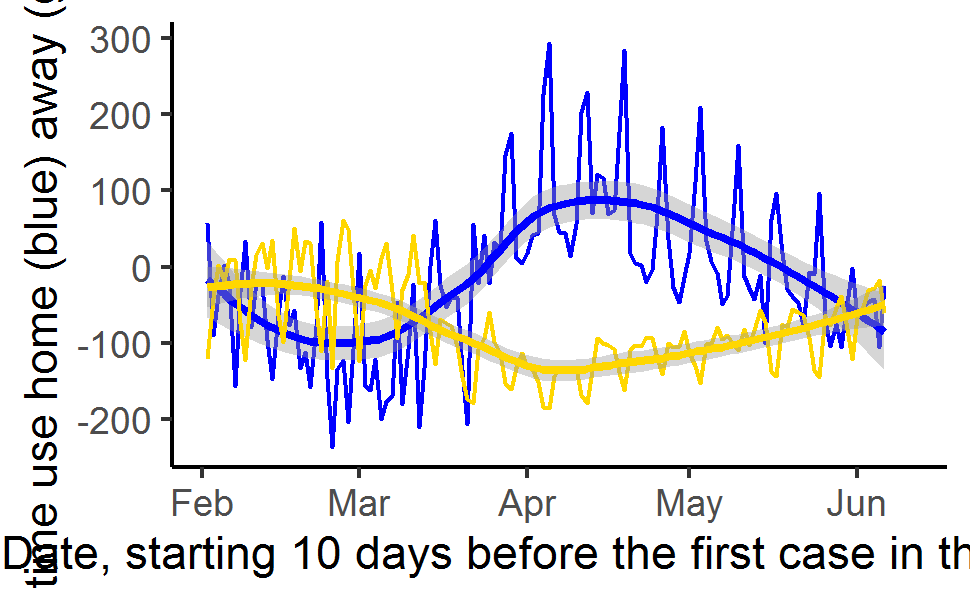 time use home (blue) away (
300
200
100
0
-100
-200
Feb Mar Apr May Jun
Date, starting 10 days before the first case in th